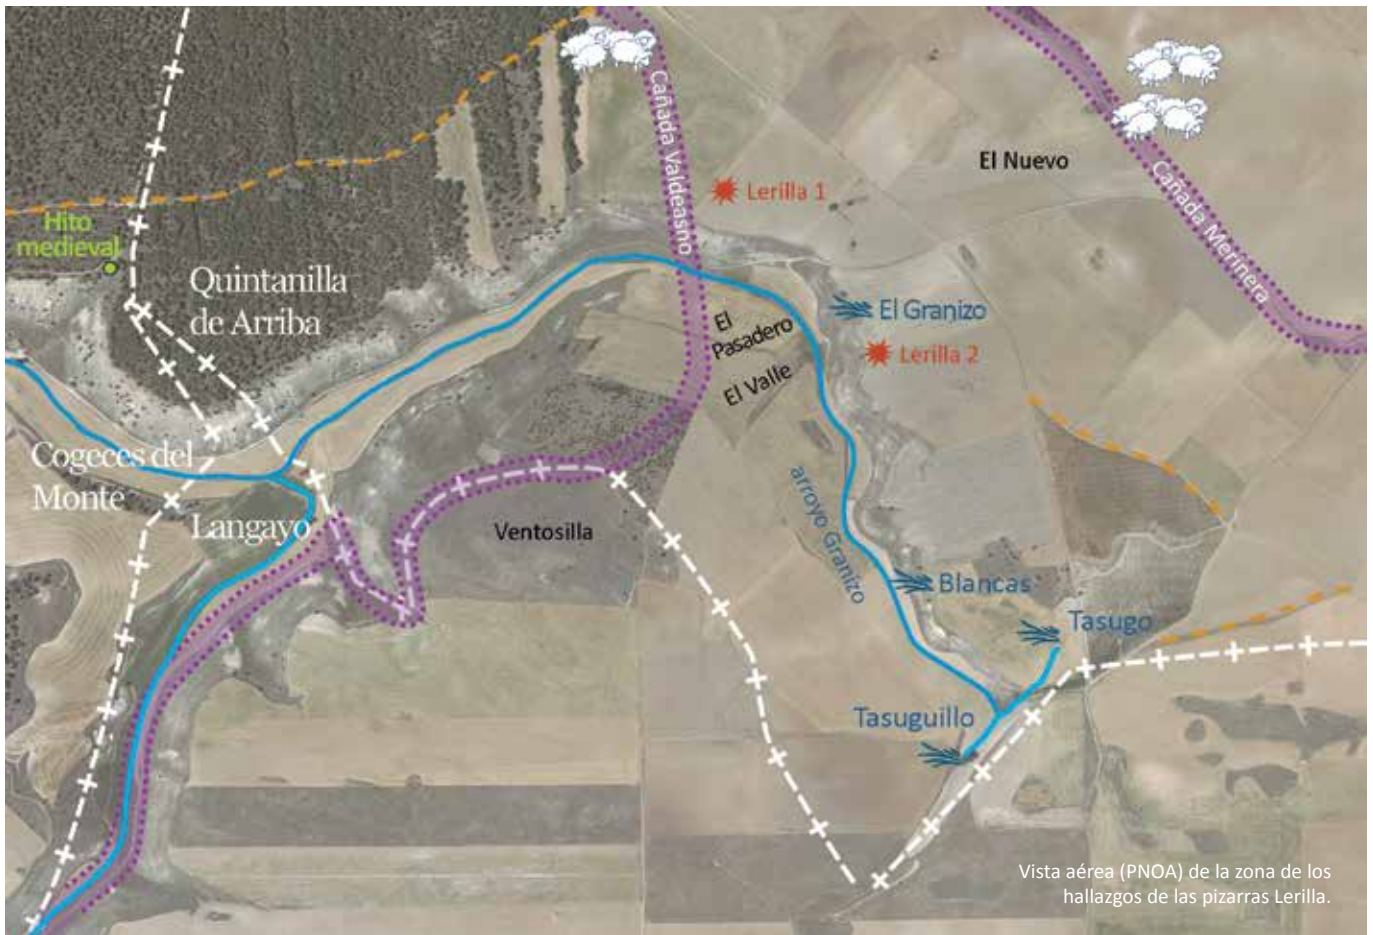 Cañada Valdeasno
El Nuevo
Lerilla 1
Cañada Merinera
Hito
medieval
Quintanilla
de Arriba
El Granizo
El
Pasadero
Lerilla 2
El Valle
Cogeces del
Monte
Langayo
Ventosilla
arroyo Granizo
Blancas
Tasugo
Tasuguillo
Vista aérea (PNOA) de la zona de los
hallazgos de las pizarras Lerilla.